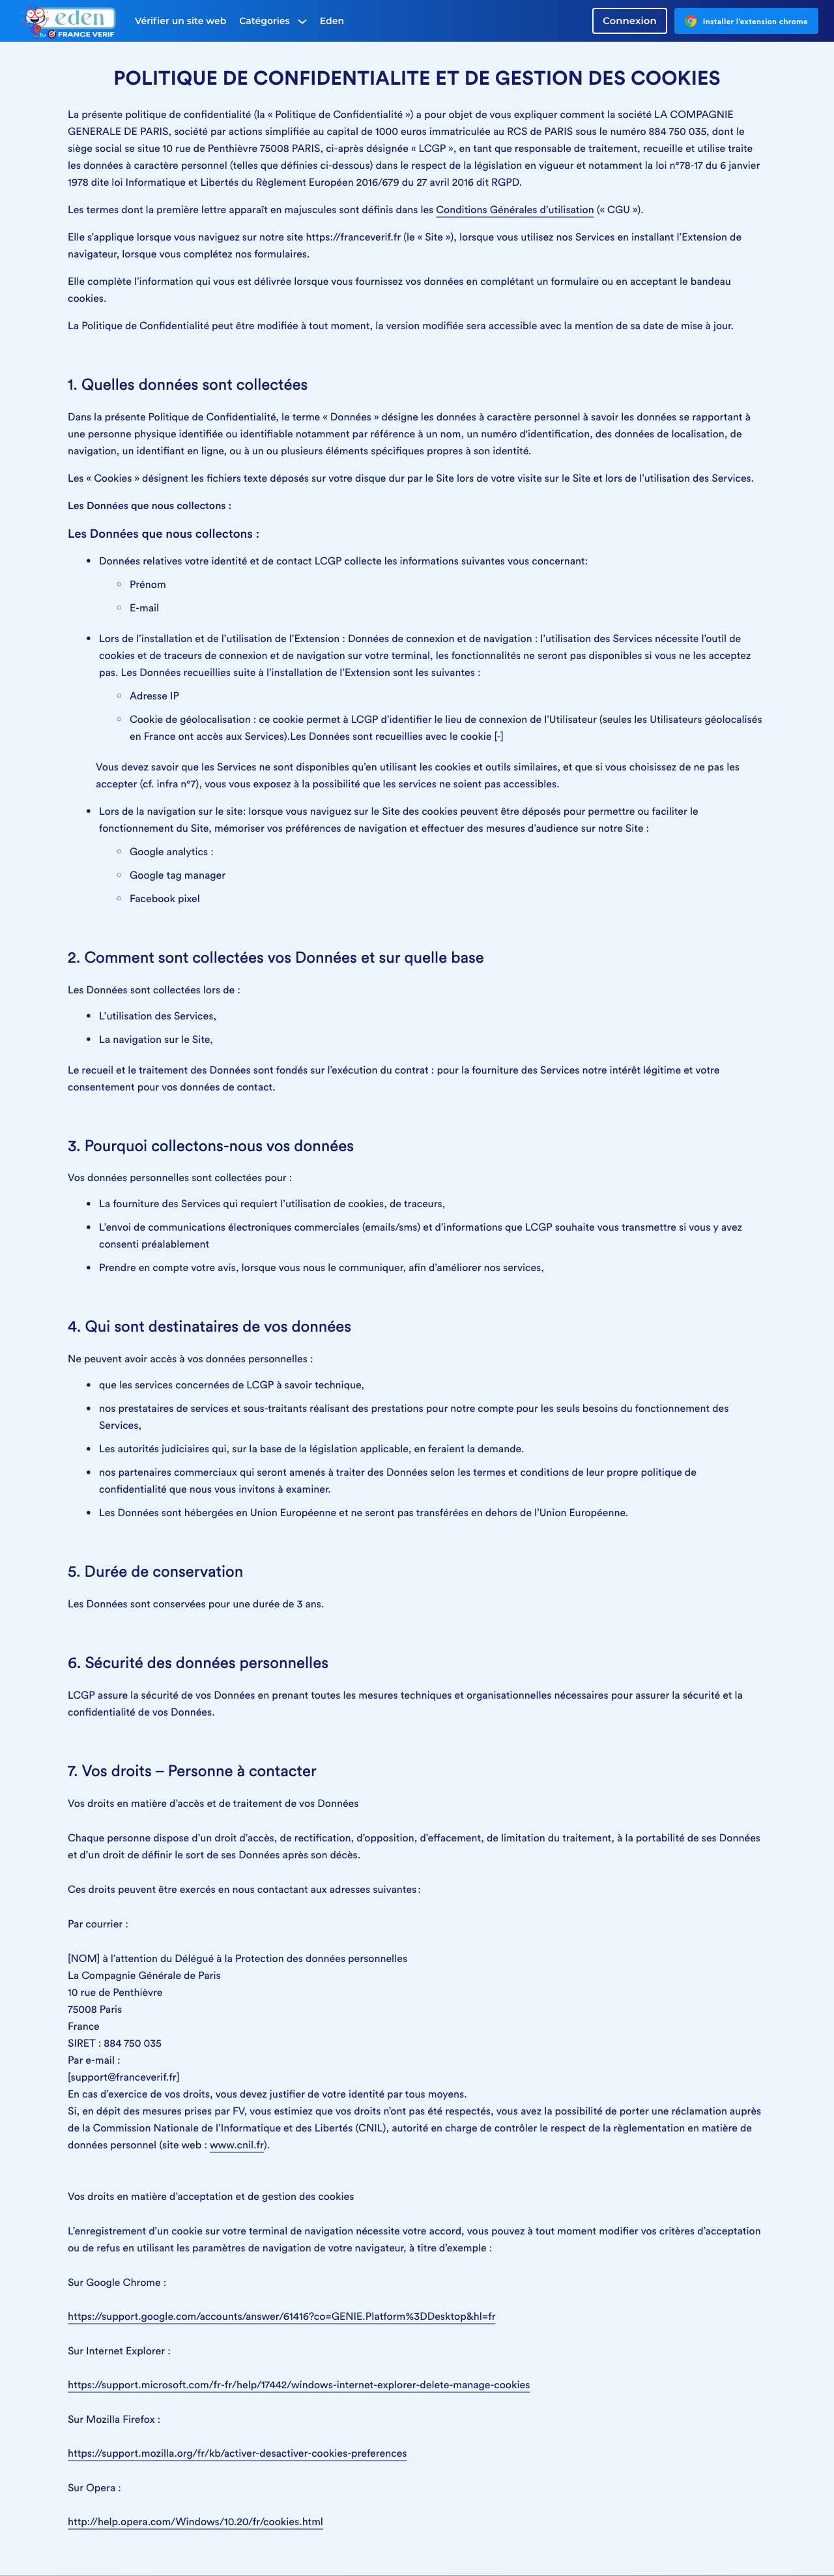 eden
by FRANCE VERIF
Vérifier un site web Catégories Eden Connexion Installer l'extension chrome
POLITIQUE DE CONFIDENTIALITE ET DE GESTION DES COOKIES
La présente politique de confidentialité (la « Politique de Confidentialité ») a pour objet de vous expliquer comment la société LA COMPAGNIE
GENERALE DE PARIS, société par actions simplifiée au capital de 1000 euros immatriculée au RCS de PARIS sous le numéro 884 750 035, dont le
siège social se situe 10 rue de Penthièvre 75008 PARIS, ci-après désignée « LCGP », en tant que responsable de traitement, recueille et utilise traite
les données à caractère personnel (telles que définies ci-dessous) dans le respect de la législation en vigueur et notamment la loi n°78-17 du 6 janvier
1978 dite loi Informatique et Libertés du Règlement Européen 2016/679 du 27 avril 2016 dit RGPD.
Les termes dont la première lettre apparaît en majuscules sont définis dans les Conditions Générales d'utilisation (« CGU »).
Elle s'applique lorsque vous naviguez sur notre site https://franceverif.fr (le « Site »), lorsque vous utilisez nos Services en installant l'Extension de
navigateur, lorsque vous complétez nos formulaires.
Elle complète l'information qui vous est délivrée lorsque vous fournissez vos données en complétant un formulaire ou en acceptant le bandeau
cookies.
La Politique de Confidentialité peut être modifiée à tout moment, la version modifiée sera accessible avec la mention de sa date de mise à jour.
1. Quelles données sont collectées
Dans la présente Politique de Confidentialité, le terme « Données » désigne les données à caractère personnel à savoir les données se rapportant à
une personne physique identifiée ou identifiable notamment par référence à un nom, un numéro d'identification, des données de localisation, de
navigation, un identifiant en ligne, ou à un ou plusieurs éléments spécifiques propres à son identité.
Les « Cookies » désignent les fichiers texte déposés sur votre disque dur par le Site lors de votre visite sur le Site et lors de l'utilisation des Services.
Les Données que nous collectons :
Les Données que nous collectons :
• Données relatives votre identité et de contact LCGP collecte les informations suivantes vous concernant:
○ Prénom
○ E-mail
• Lors de l'installation et de l'utilisation de l'Extension : Données de connexion et de navigation : l'utilisation des Services nécessite l'outil de
cookies et de traceurs de connexion et de navigation sur votre terminal, les fonctionnalités ne seront pas disponibles si vous ne les acceptez
pas. Les Données recueillies suite à l'installation de l'Extension sont les suivantes :
○ Adresse IP
○ Cookie de géolocalisation : ce cookie permet à LCGP d'identifier le lieu de connexion de l'Utilisateur (seules les Utilisateurs géolocalisés
en France ont accès aux Services).Les Données sont recueillies avec le cookie [-]
Vous devez savoir que les Services ne sont disponibles qu'en utilisant les cookies et outils similaires, et que si vous choisissez de ne pas les
accepter (cf. infra n°7), vous vous exposez à la possibilité que les services ne soient pas accessibles.
• Lors de la navigation sur le site: lorsque vous naviguez sur le Site des cookies peuvent être déposés pour permettre ou faciliter le
fonctionnement du Site, mémoriser vos préférences de navigation et effectuer des mesures d'audience sur notre Site :
○ Google analytics :
○ Google tag manager
○ Facebook pixel
2. Comment sont collectées vos Données et sur quelle base
Les Données sont collectées lors de :
• L'utilisation des Services,
• La navigation sur le Site,
Le recueil et le traitement des Données sont fondés sur l'exécution du contrat : pour la fourniture des Services notre intérêt légitime et votre
consentement pour vos données de contact.
3. Pourquoi collectons-nous vos données
Vos données personnelles sont collectées pour :
• La fourniture des Services qui requiert l'utilisation de cookies, de traceurs,
• L'envoi de communications électroniques commerciales (emails/sms) et d'informations que LCGP souhaite vous transmettre si vous y avez
consenti préalablement
• Prendre en compte votre avis, lorsque vous nous le communiquer, afin d'améliorer nos services,
4. Qui sont destinataires de vos données
Ne peuvent avoir accès à vos données personnelles :
• que les services concernées de LCGP à savoir technique,
• nos prestataires de services et sous-traitants réalisant des prestations pour notre compte pour les seuls besoins du fonctionnement des
Services,
• Les autorités judiciaires qui, sur la base de la législation applicable, en feraient la demande.
• nos partenaires commerciaux qui seront amenés à traiter des Données selon les termes et conditions de leur propre politique de
confidentialité que nous vous invitons à examiner.
• Les Données sont hébergées en Union Européenne et ne seront pas transférées en dehors de l'Union Européenne.
5. Durée de conservation
Les Données sont conservées pour une durée de 3 ans.
6. Sécurité des données personnelles
LCGP assure la sécurité de vos Données en prenant toutes les mesures techniques et organisationnelles nécessaires pour assurer la sécurité et la
confidentialité de vos Données.
7. Vos droits – Personne à contacter
Vos droits en matière d'accès et de traitement de vos Données
Chaque personne dispose d'un droit d'accès, de rectification, d'opposition, d'effacement, de limitation du traitement, à la portabilité de ses Données
et d'un droit de définir le sort de ses Données après son décès.
Ces droits peuvent être exercés en nous contactant aux adresses suivantes :
Par courrier :
[NOM] à l'attention du Délégué à la Protection des données personnelles
La Compagnie Générale de Paris
10 rue de Penthièvre
75008 Paris
France
SIRET : 884 750 035
Par e-mail :
[support@franceverif.fr]
En cas d'exercice de vos droits, vous devez justifier de votre identité par tous moyens.
Si, en dépit des mesures prises par FV, vous estimiez que vos droits n'ont pas été respectés, vous avez la possibilité de porter une réclamation auprès
de la Commission Nationale de l'Informatique et des Libertés (CNIL), autorité en charge de contrôler le respect de la règlementation en matière de
données personnel (site web : www.cnil.fr).
Vos droits en matière d'acceptation et de gestion des cookies
L'enregistrement d'un cookie sur votre terminal de navigation nécessite votre accord, vous pouvez à tout moment modifier vos critères d'acceptation
ou de refus en utilisant les paramètres de navigation de votre navigateur, à titre d'exemple :
Sur Google Chrome :
https://support.google.com/accounts/answer/61416?co=GENIE.Platform%3DDesktop&hl=fr
Sur Internet Explorer :
https://support.microsoft.com/fr-fr/help/17442/windows-internet-explorer-delete-manage-cookies
Sur Mozilla Firefox :
https://support.mozilla.org/fr/kb/activer-desactiver-cookies-preferences
Sur Opera :
http://help.opera.com/Windows/10.20/fr/cookies.html